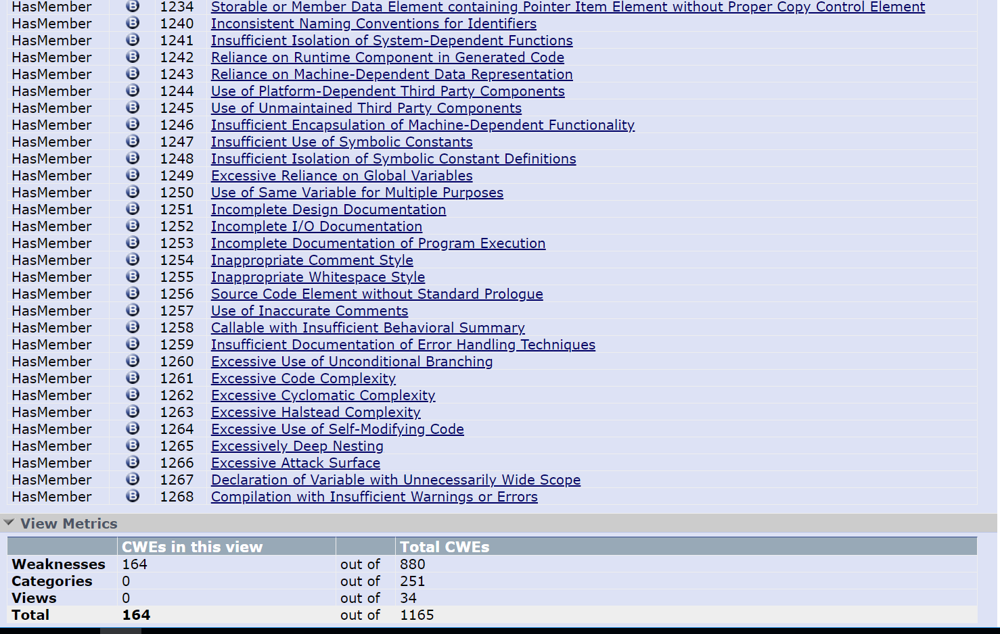 HasMember B 1234 Storable or Member Data Element containing Pointer Item Element without Proper Copy Control Element
HasMember B 1240 Inconsistent Naming Conventions for Identifiers
HasMember B 1241 Insufficient Isolation of System-Dependent Functions
HasMember B 1242 Reliance on Runtime Component in Generated Code
HasMember B 1243 Reliance on Machine-Dependent Data Representation
HasMember B 1244 Use of Platform-Dependent Third Party Components
HasMember B 1245 Use of Unmaintained Third Party Components
HasMember B 1246 Insufficient Encapsulation of Machine-Dependent Functionality
HasMember B 1247 Insufficient Use of Symbolic Constants
HasMember B 1248 Insufficient Isolation of Symbolic Constant Definitions
HasMember B 1249 Excessive Reliance on Global Variables
HasMember B 1250 Use of Same Variable for Multiple Purposes
HasMember B 1251 Incomplete Design Documentation
HasMember B 1252 Incomplete I/O Documentation
HasMember B 1253 Incomplete Documentation of Program Execution
HasMember B 1254 Inappropriate Comment Style
HasMember B 1255 Inappropriate Whitespace Style
HasMember B 1256 Source Code Element without Standard Prologue
HasMember B 1257 Use of Inaccurate Comments
HasMember B 1258 Callable with Insufficient Behavioral Summary
HasMember B 1259 Insufficient Documentation of Error Handling Techniques
HasMember B 1260 Excessive Use of Unconditional Branching
HasMember B 1261 Excessive Code Complexity
HasMember B 1262 Excessive Cyclomatic Complexity
HasMember B 1263 Excessive Halstead Complexity
HasMember B 1264 Excessive Use of Self-Modifying Code
HasMember B 1265 Excessively Deep Nesting
HasMember B 1266 Excessive Attack Surface
HasMember B 1267 Declaration of Variable with Unnecessarily Wide Scope
HasMember B 1268 Compilation with Insufficient Warnings or Errors
View Metrics
CWEs in this view Total CWEs
Weaknesses 164 out of 880
Categories 0 out of 251
Views 0 out of 34
Total 164 out of 1165